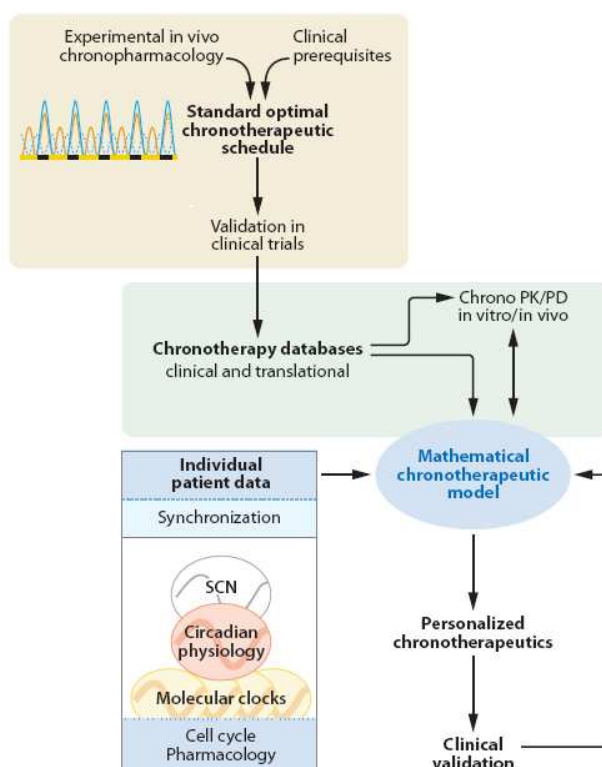 Experimental in vivo
chronopharmacology
Clinical
prerequisites
Standard optimal
chronotherapeutic
schedule
Validation in
clinical trials
Chrono PK/PD
in vitro/in vivo
Chronotherapy databases
clinical and translational
Individual
patient data
Synchronization
Mathematical
chronotherapeutic
model
SCN
Circadian
physiology
Molecular clocks
Cell cycle
Pharmacology
Personalized
chronotherapeutics
Clinical
validation